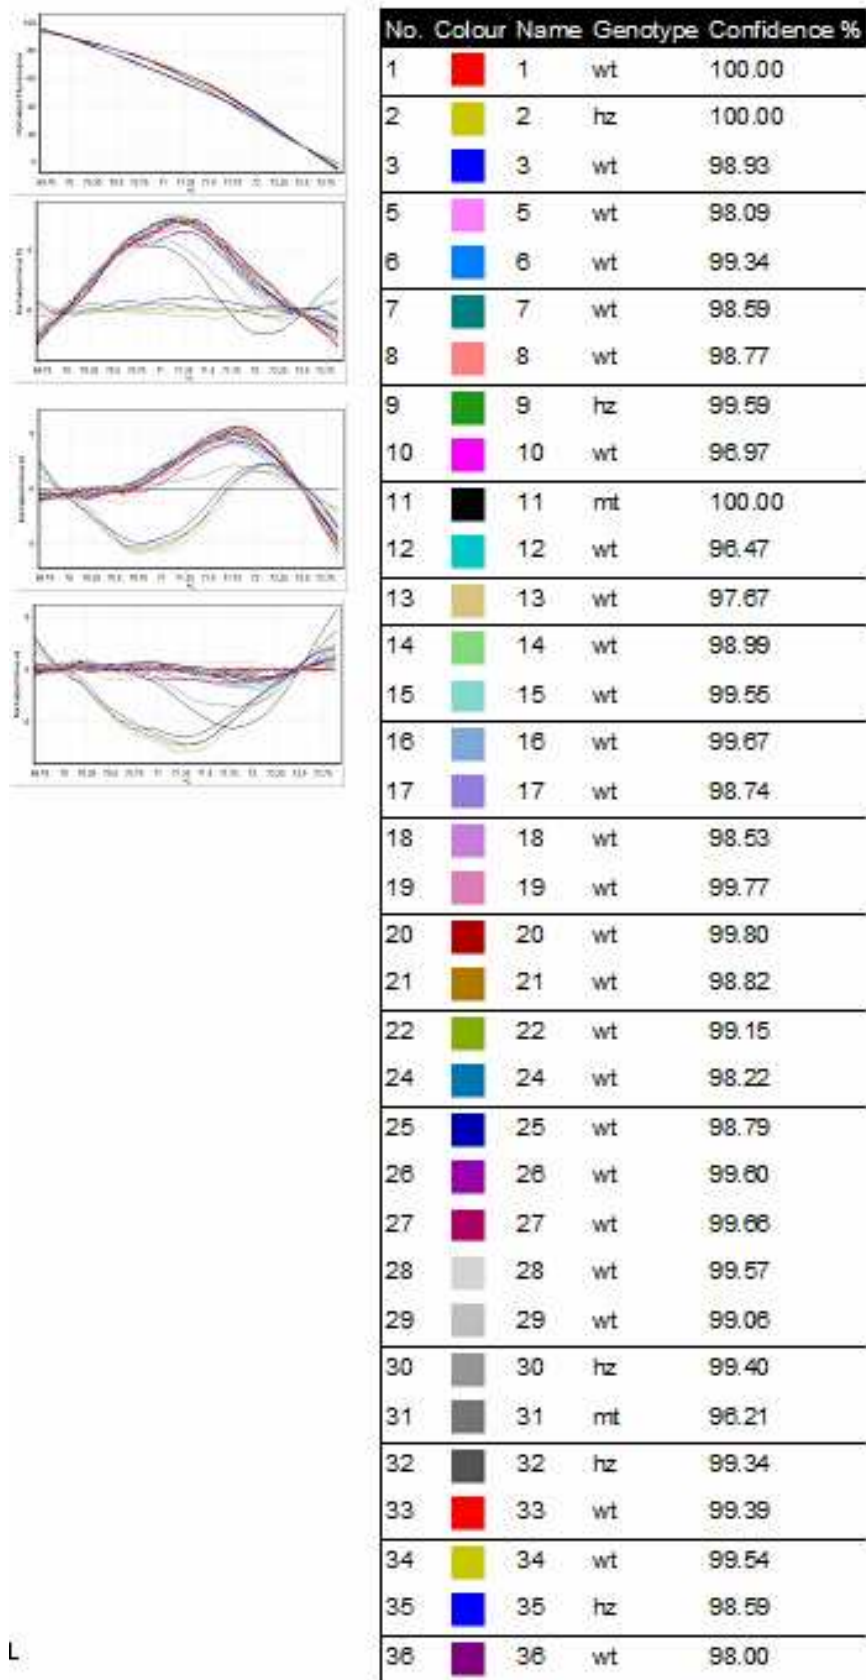 No. Colour Name Genotype Confidence %
1 1 wt 100.00
2 2 hz 100.00
3 3 wt 98.93
5 5 wt 98.09
6 6 wt 99.34
7 7 wt 98.59
8 8 wt 98.77
9 9 hz 99.59
10 10 wt 96.97
11 11 mt 100.00
12 12 wt 96.47
13 13 wt 97.67
14 14 wt 98.99
15 15 wt 99.55
16 16 wt 99.67
17 17 wt 98.74
18 18 wt 98.53
19 19 wt 99.77
20 20 wt 99.80
21 21 wt 98.82
22 22 wt 99.15
24 24 wt 98.22
25 25 wt 98.79
26 26 wt 99.60
27 27 wt 99.66
28 28 wt 99.57
29 29 wt 99.06
30 30 hz 99.40
31 31 mt 96.21
32 32 hz 99.34
33 33 wt 99.39
34 34 wt 99.54
35 35 hz 98.59
36 36 wt 98.00
L